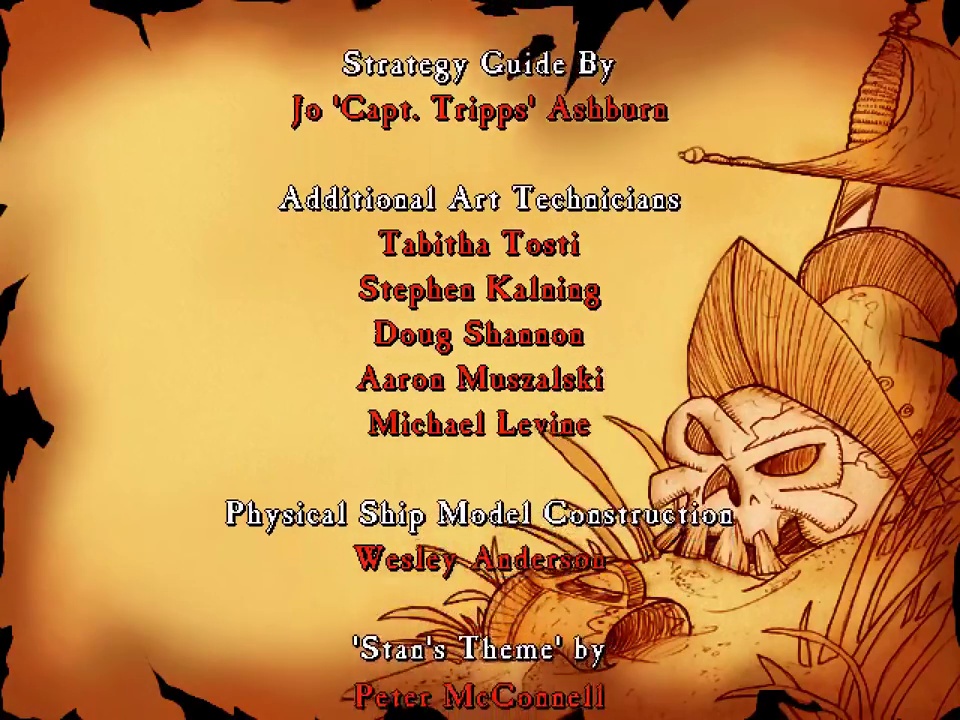 Strategy Guide By
Jo 'Capt. Tripps' Ashburn
Additional Art Technicians
Tabitha Tosti
Stephen Kalning
Doug Shannon
Aaron Muszalski
Michael Levine
Physical Ship Model Construction
Wesley Anderson
'Stan's Theme' by
Peter McConnell